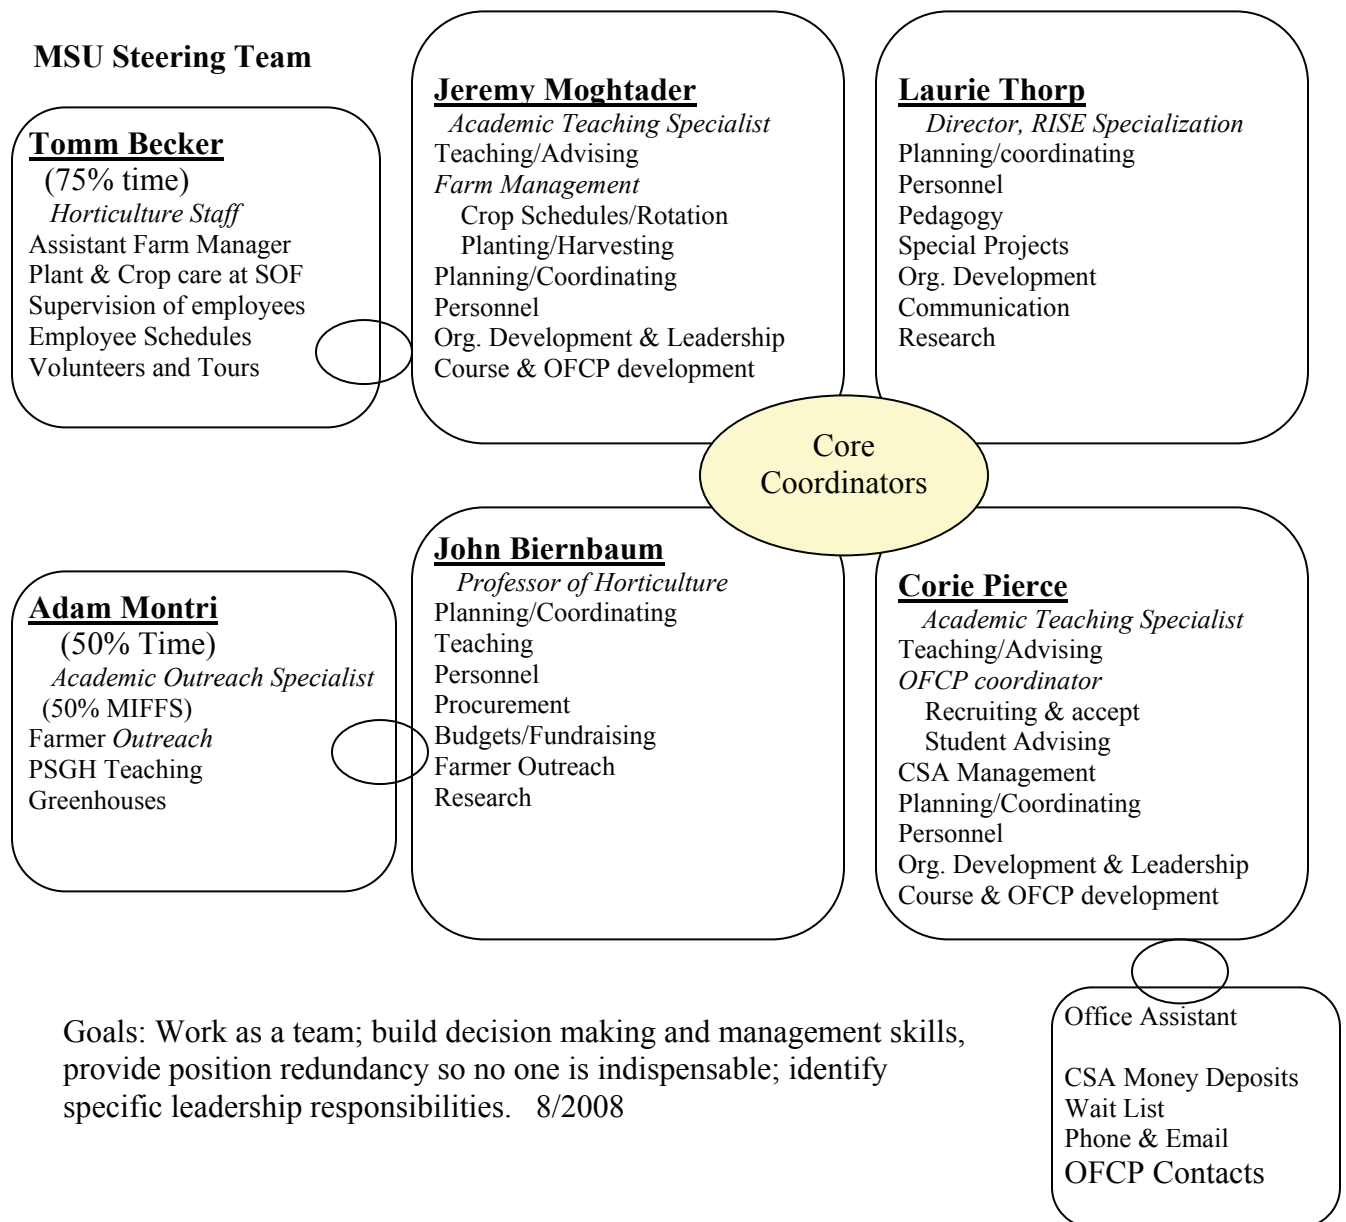 MSU Steering Team
Tomm Becker
(75% time)
Horticulture Staff
Assistant Farm Manager
Plant & Crop care at SOF
Supervision of employees
Employee Schedules
Volunteers and Tours
Jeremy Moghtader
Academic Teaching Specialist
Teaching/Advising
Farm Management
Crop Schedules/Rotation
Planting/Harvesting
Planning/Coordinating
Personnel
Org. Development & Leadership
Course & OFCP development
Laurie Thorp
Director, RISE Specialization
Planning/coordinating
Personnel
Pedagogy
Special Projects
Org. Development
Communication
Research
Core
Coordinators
Adam Montri
(50% Time)
Academic Outreach Specialist
(50% MIFFS)
Farmer Outreach
PSGH Teaching
Greenhouses
John Biernbaum
Professor of Horticulture
Planning/Coordinating
Teaching
Personnel
Procurement
Budgets/Fundraising
Farmer Outreach
Research
Corie Pierce
Academic Teaching Specialist
Teaching/Advising
OFCP coordinator
Recruiting & accept
Student Advising
CSA Management
Planning/Coordinating
Personnel
Org. Development & Leadership
Course & OFCP development
Goals: Work as a team; build decision making and management skills,
provide position redundancy so no one is indispensable; identify
specific leadership responsibilities. 8/2008
Office Assistant
CSA Money Deposits
Wait List
Phone & Email
OFCP Contacts